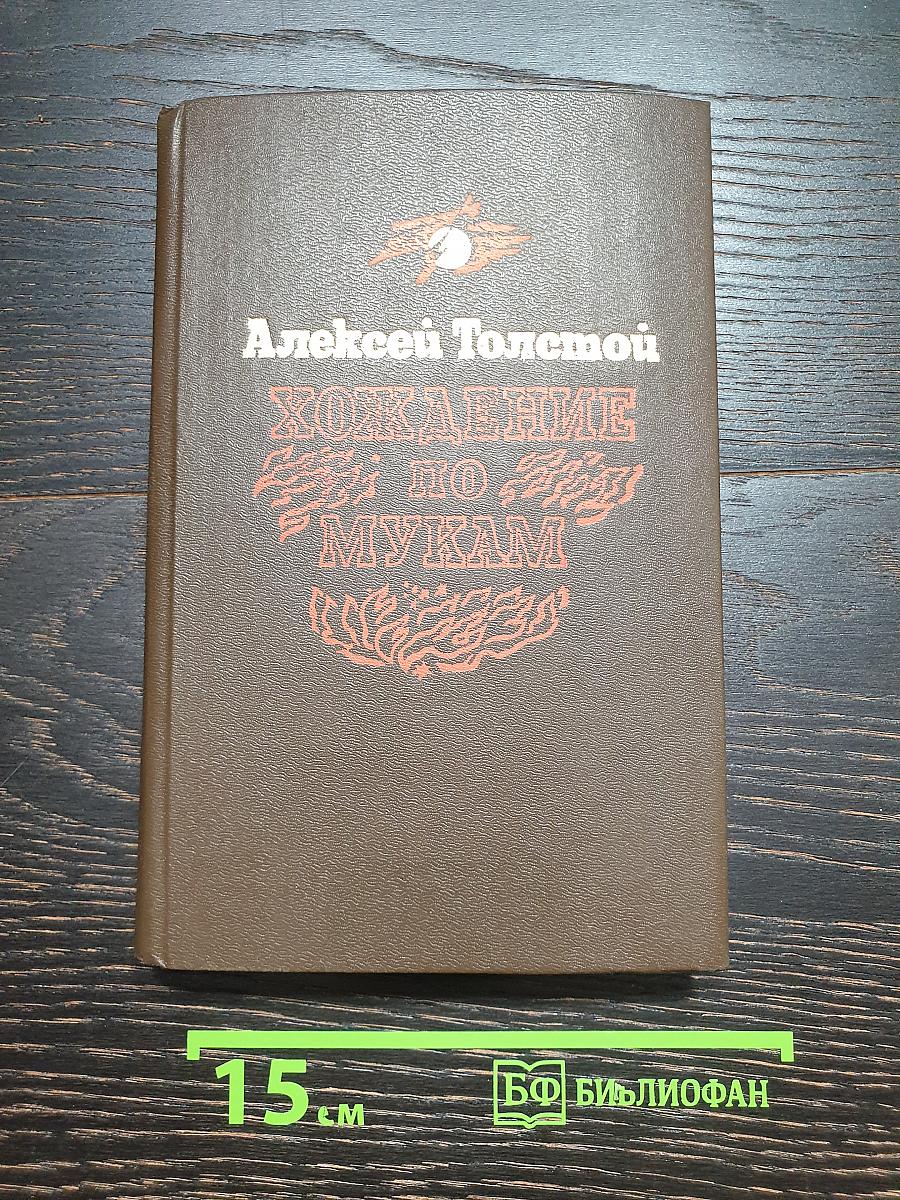 Алексей Толстой
ХОЖДЕНИЕ
ПО
МУКАМ
15 см
БФ БИБЛИОФАН